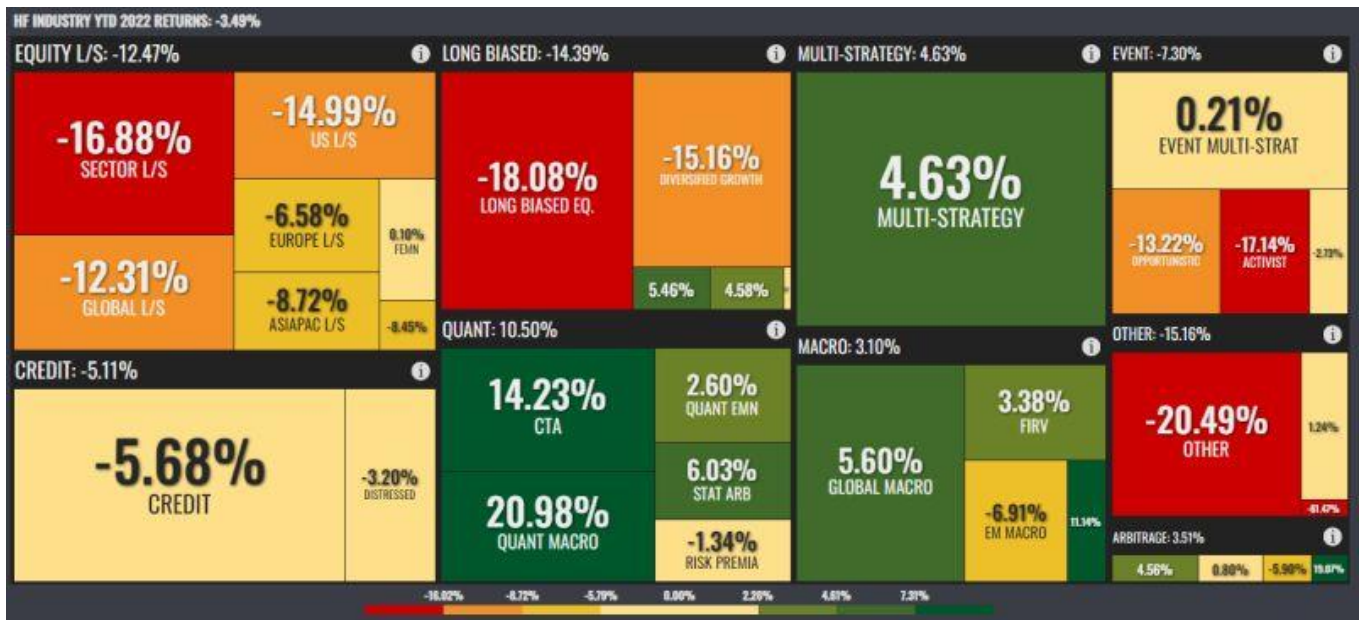 HF INDUSTRY YTD 2022 RETURNS: -3.49%
EQUITY L/S: -12.47%
-16.88%
SECTOR L/S
-14.99%
US L/S
-12.31%
GLOBAL L/S
-6.58%
EUROPE L/S
0.10%
FEMN
-8.72%
ASIAPAC L/S
-8.45%
CREDIT: -5.11%
-5.68%
CREDIT
-3.20%
DISTRESSED
LONG BIASED: -14.39%
-18.08%
LONG BIASED EQ.
-15.16%
DIVERSIFIED GROWTH
5.46%
4.58%
QUANT: 10.50%
14.23%
CTA
20.98%
QUANT MACRO
2.60%
QUANT EMN
6.03%
STAT ARB
-1.34%
RISK PREMIA
MULTI-STRATEGY: 4.63%
4.63%
MULTI-STRATEGY
MACRO: 3.10%
5.60%
GLOBAL MACRO
3.38%
FIRV
-6.91%
EM MACRO
11.14%
EVENT: -7.30%
0.21%
EVENT MULTI-STRAT
-13.22%
OPPORTUNISTIC
-17.14%
ACTIVIST
OTHER: -15.16%
-20.49%
OTHER
1.24%
ARBITRAGE: 3.51%
4.56%
0.80%
-5.90%
-8.72%
-5.79%
0.00%
4.61%
7.31%